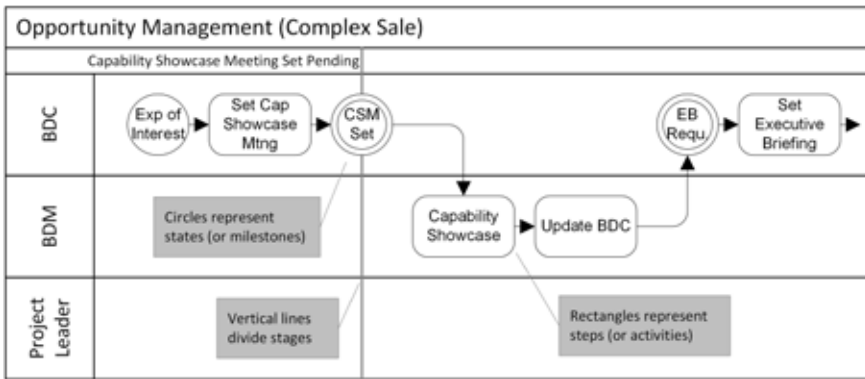 Opportunity Management (Complex Sale)
Capability Showcase Meeting Set Pending
BDC
Exp of
Interest
Set Cap
Showcase
Mtng
CSM
Set
EB
Requ.
Set
Executive
Briefing
BDM
Circles represent
states (or milestones)
Capability
Showcase
Update BDC
Project
Leader
Vertical lines
divide stages
Rectangles represent
steps (or activities)